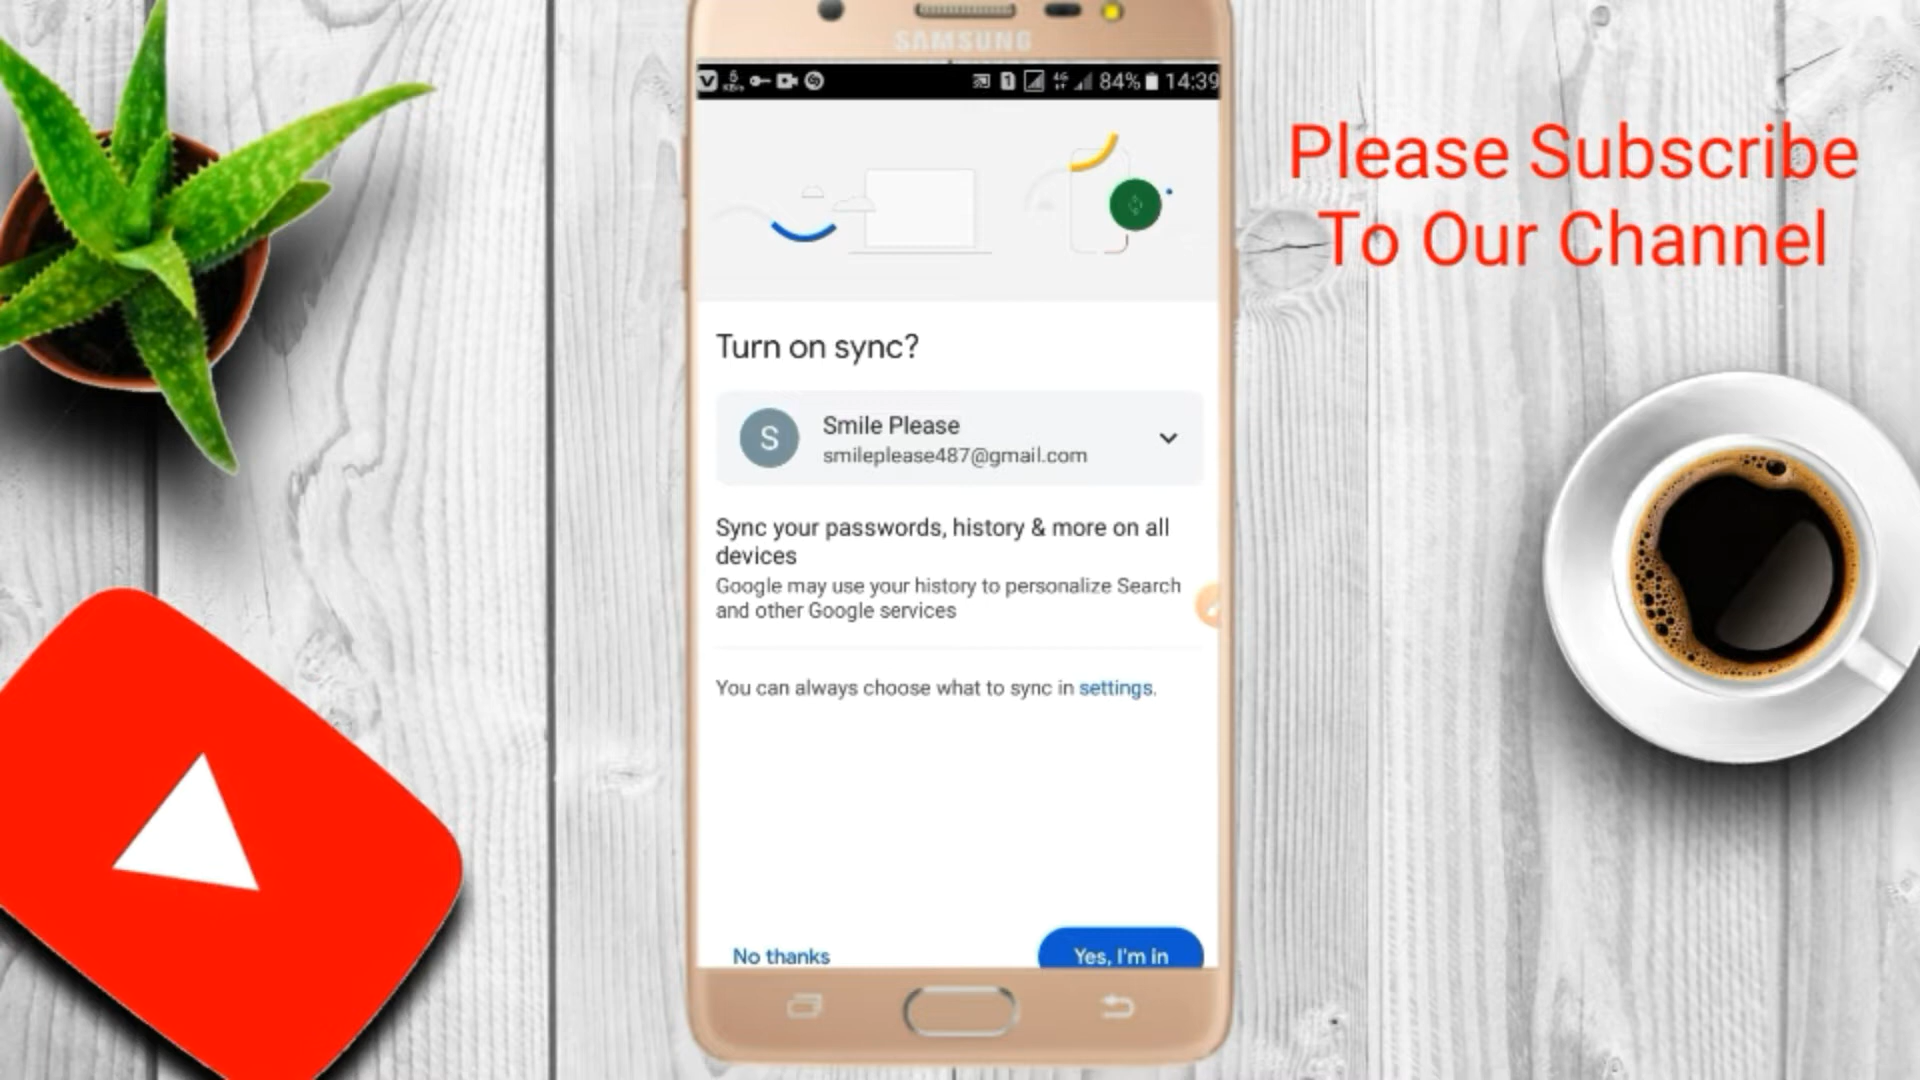 SAMSUNG
84% 14:39
Please Subscribe
To Our Channel
Turn on sync?
S
Smile Please
smileplease487@gmail.com
Sync your passwords, history & more on all
devices
Google may use your history to personalize Search
and other Google services
You can always choose what to sync in settings.
No thanks
Yes, I'm in